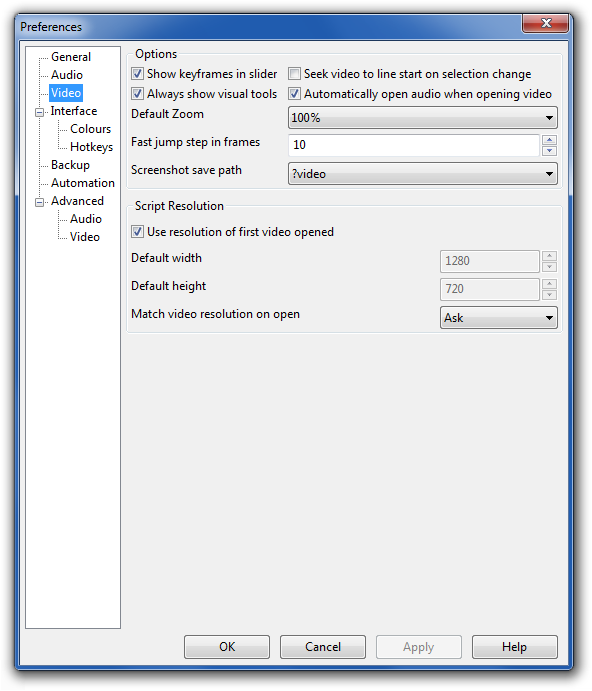 Preferences
General
Audio
Video
Interface
Colours
Hotkeys
Backup
Automation
Advanced
Audio
Video
Options
Show keyframes in slider Seek video to line start on selection change
Always show visual tools Automatically open audio when opening video
Default Zoom 100%
Fast jump step in frames 10
Screenshot save path ?video
Script Resolution
Use resolution of first video opened
Default width 1280
Default height 720
Match video resolution on open Ask
OK Cancel Apply Help